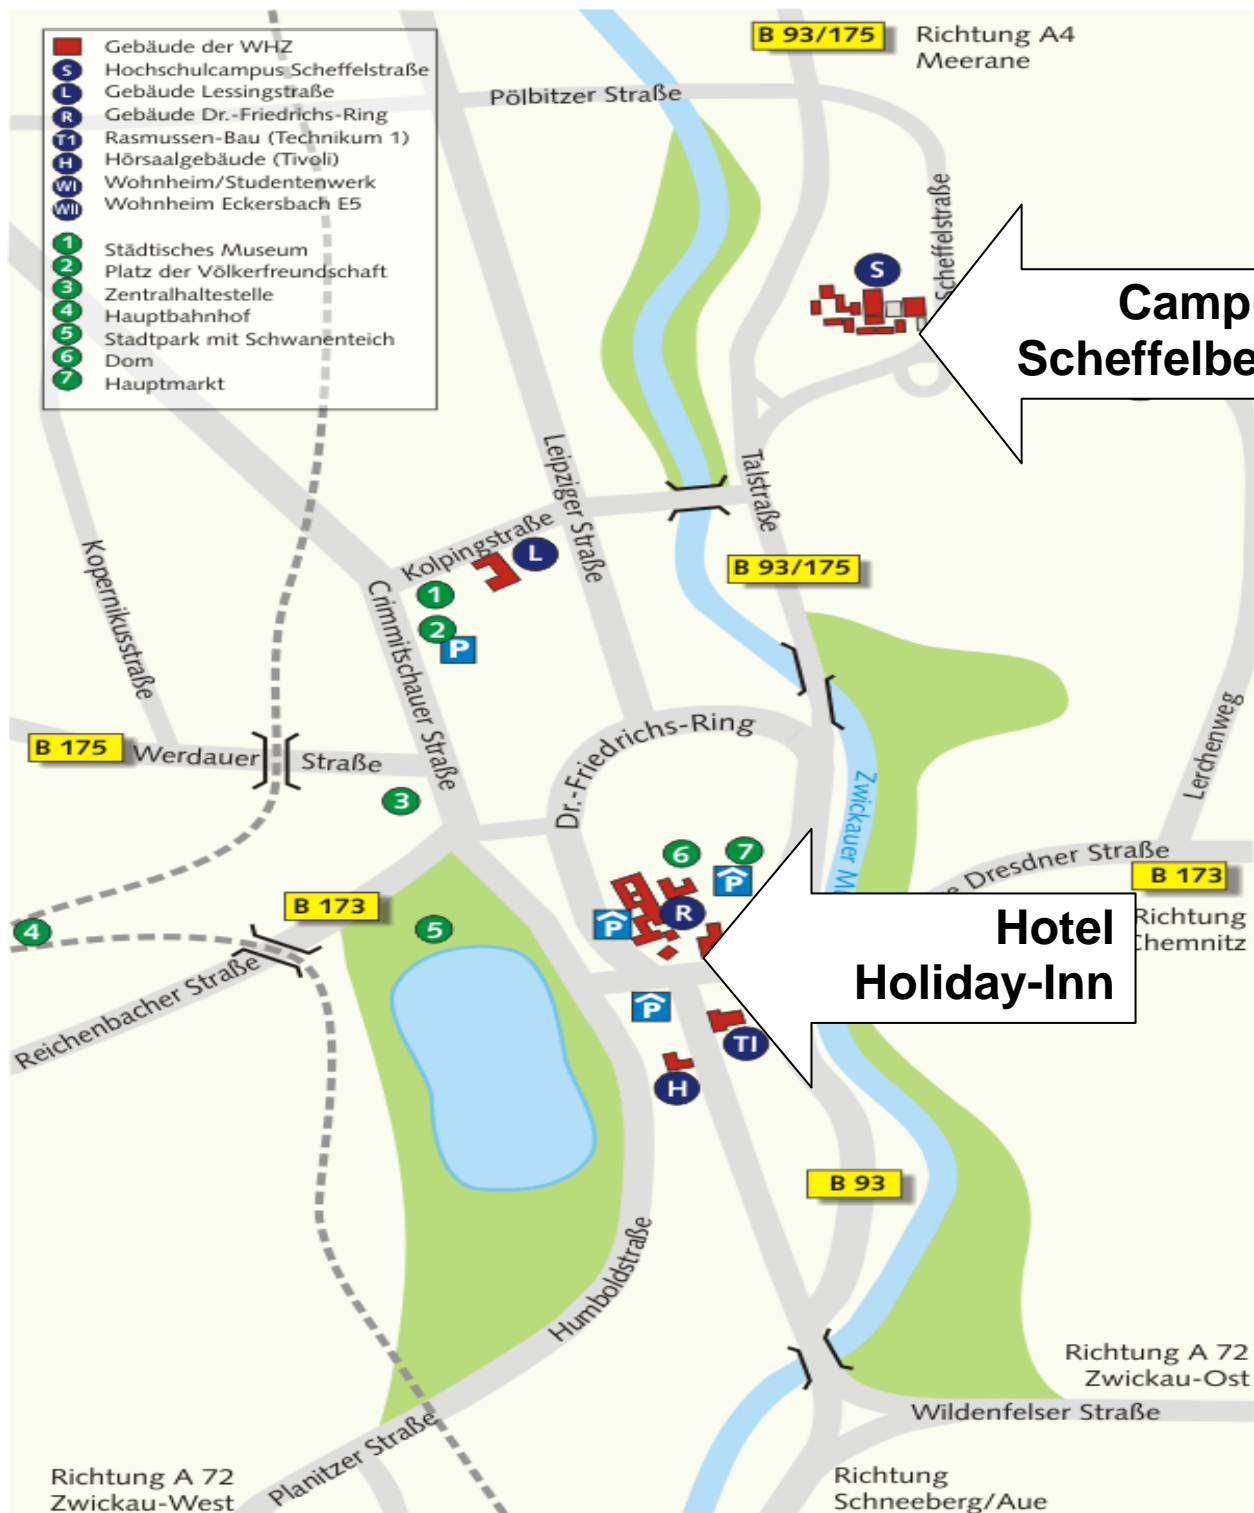 Gebäude der WHZ
S Hochschulcampus Scheffelstraße
L Gebäude Lessingstraße
R Gebäude Dr.-Friedrichs-Ring
T1 Rasmussen-Bau (Technikum 1)
H Hörsaalgebäude (Tivoli)
WI Wohnheim/Studentenwerk
WII Wohnheim Eckersbach E5
1 Städtisches Museum
2 Platz der Völkerfreundschaft
3 Zentralhaltestelle
4 Hauptbahnhof
5 Stadtpark mit Schwanenteich
6 Dom
7 Hauptmarkt
B 93/175
Richtung A4
Meerane
Pölbitzer Straße
Scheffelstraße
S
Campu
Scheffelbe
Leipziger Straße
Talstraße
Kolpingstraße
L
B 93/175
Kopernikusstraße
1
2
P
Crimmitschauer Straße
Dr.-Friedrichs-Ring
B 175
Werdauer Straße
3
Zwickauer Mu
Lerchenweg
6
7
P
e Dresdner Straße
B 173
Richtung
Chemnitz
B 173
4
5
P
R
Hotel
Holiday-Inn
Reichenbacher Straße
P
TI
H
B 93
Humboldstraße
Richtung A 72
Zwickau-Ost
Wildenfelser Straße
Planitzer Straße
Richtung A 72
Zwickau-West
Richtung
Schneeberg/Aue